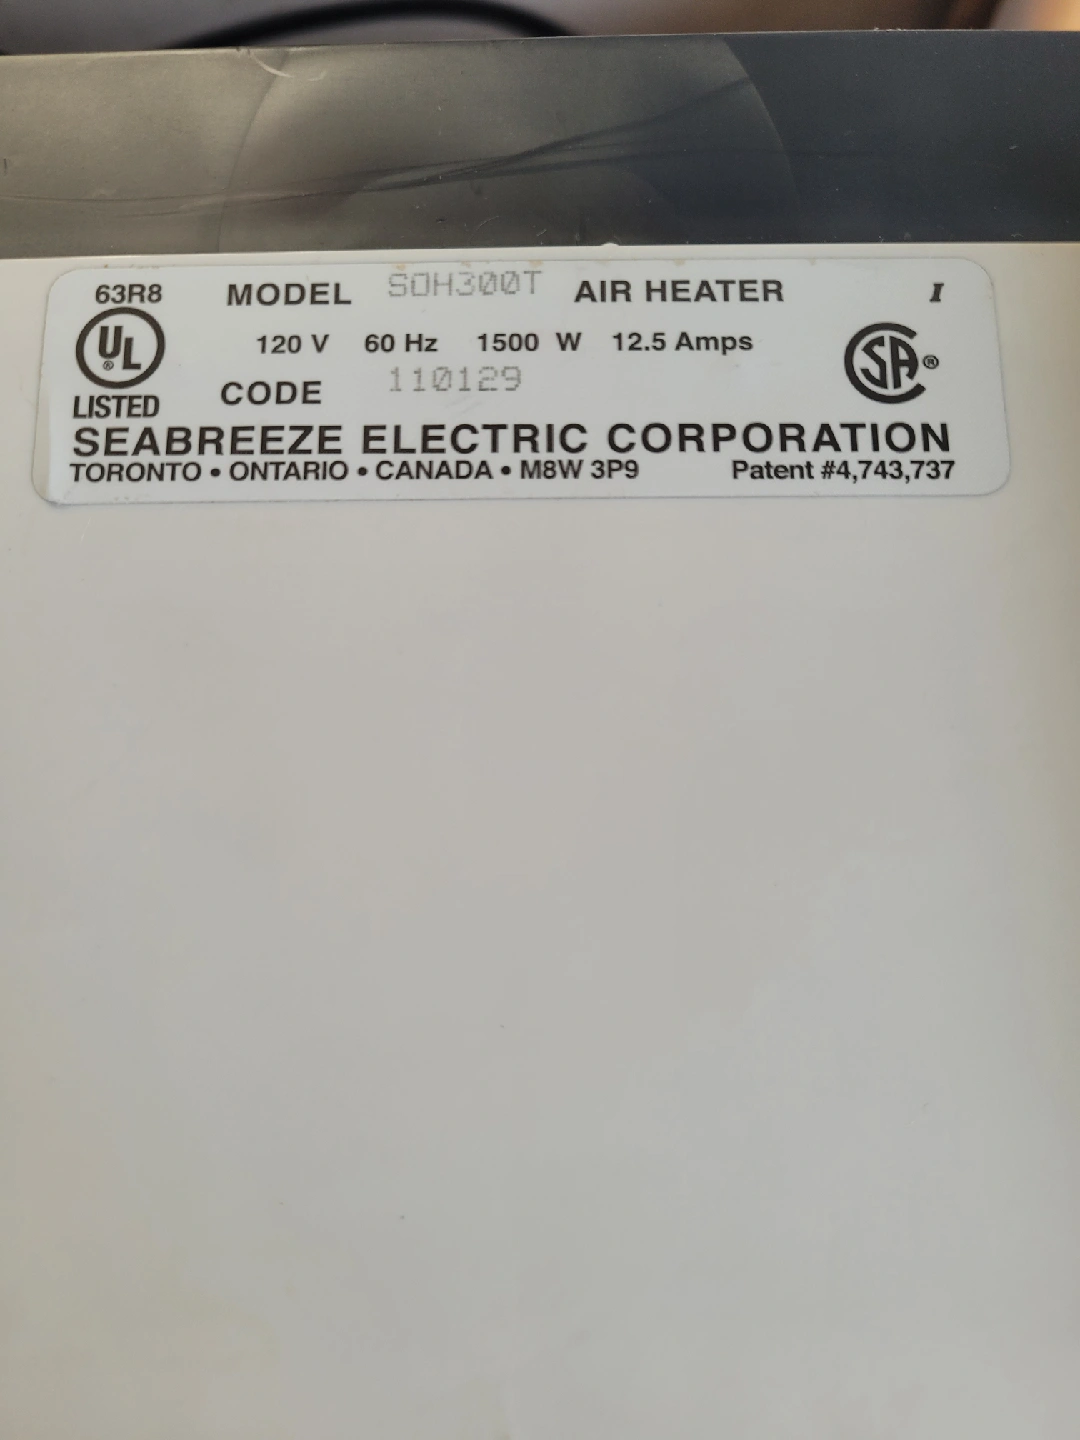 63R8 MODEL SOH300T AIR HEATER I
UL ® 120 V 60 Hz 1500 W 12.5 Amps SA ®
LISTED CODE 110129
SEABREEZE ELECTRIC CORPORATION
TORONTO • ONTARIO • CANADA • M8W 3P9 Patent #4,743,737